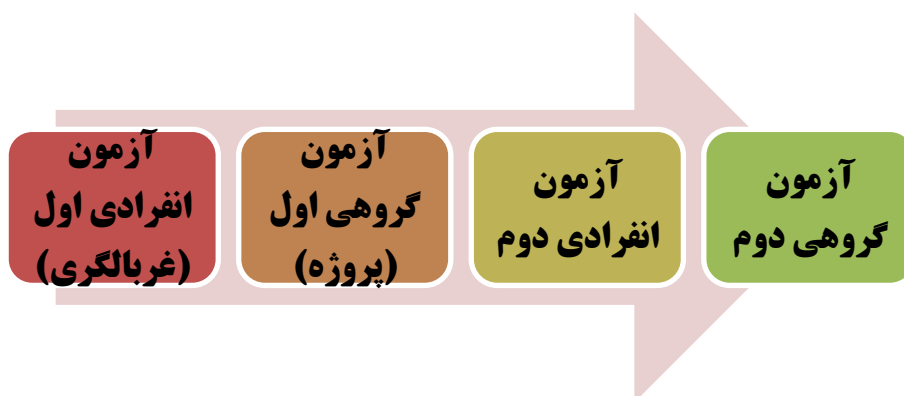 آزمون
انفرادی اول
(غربالگری)
آزمون
گروهی اول
(پروژه)
آزمون
انفرادی دوم
آزمون
گروهی دوم